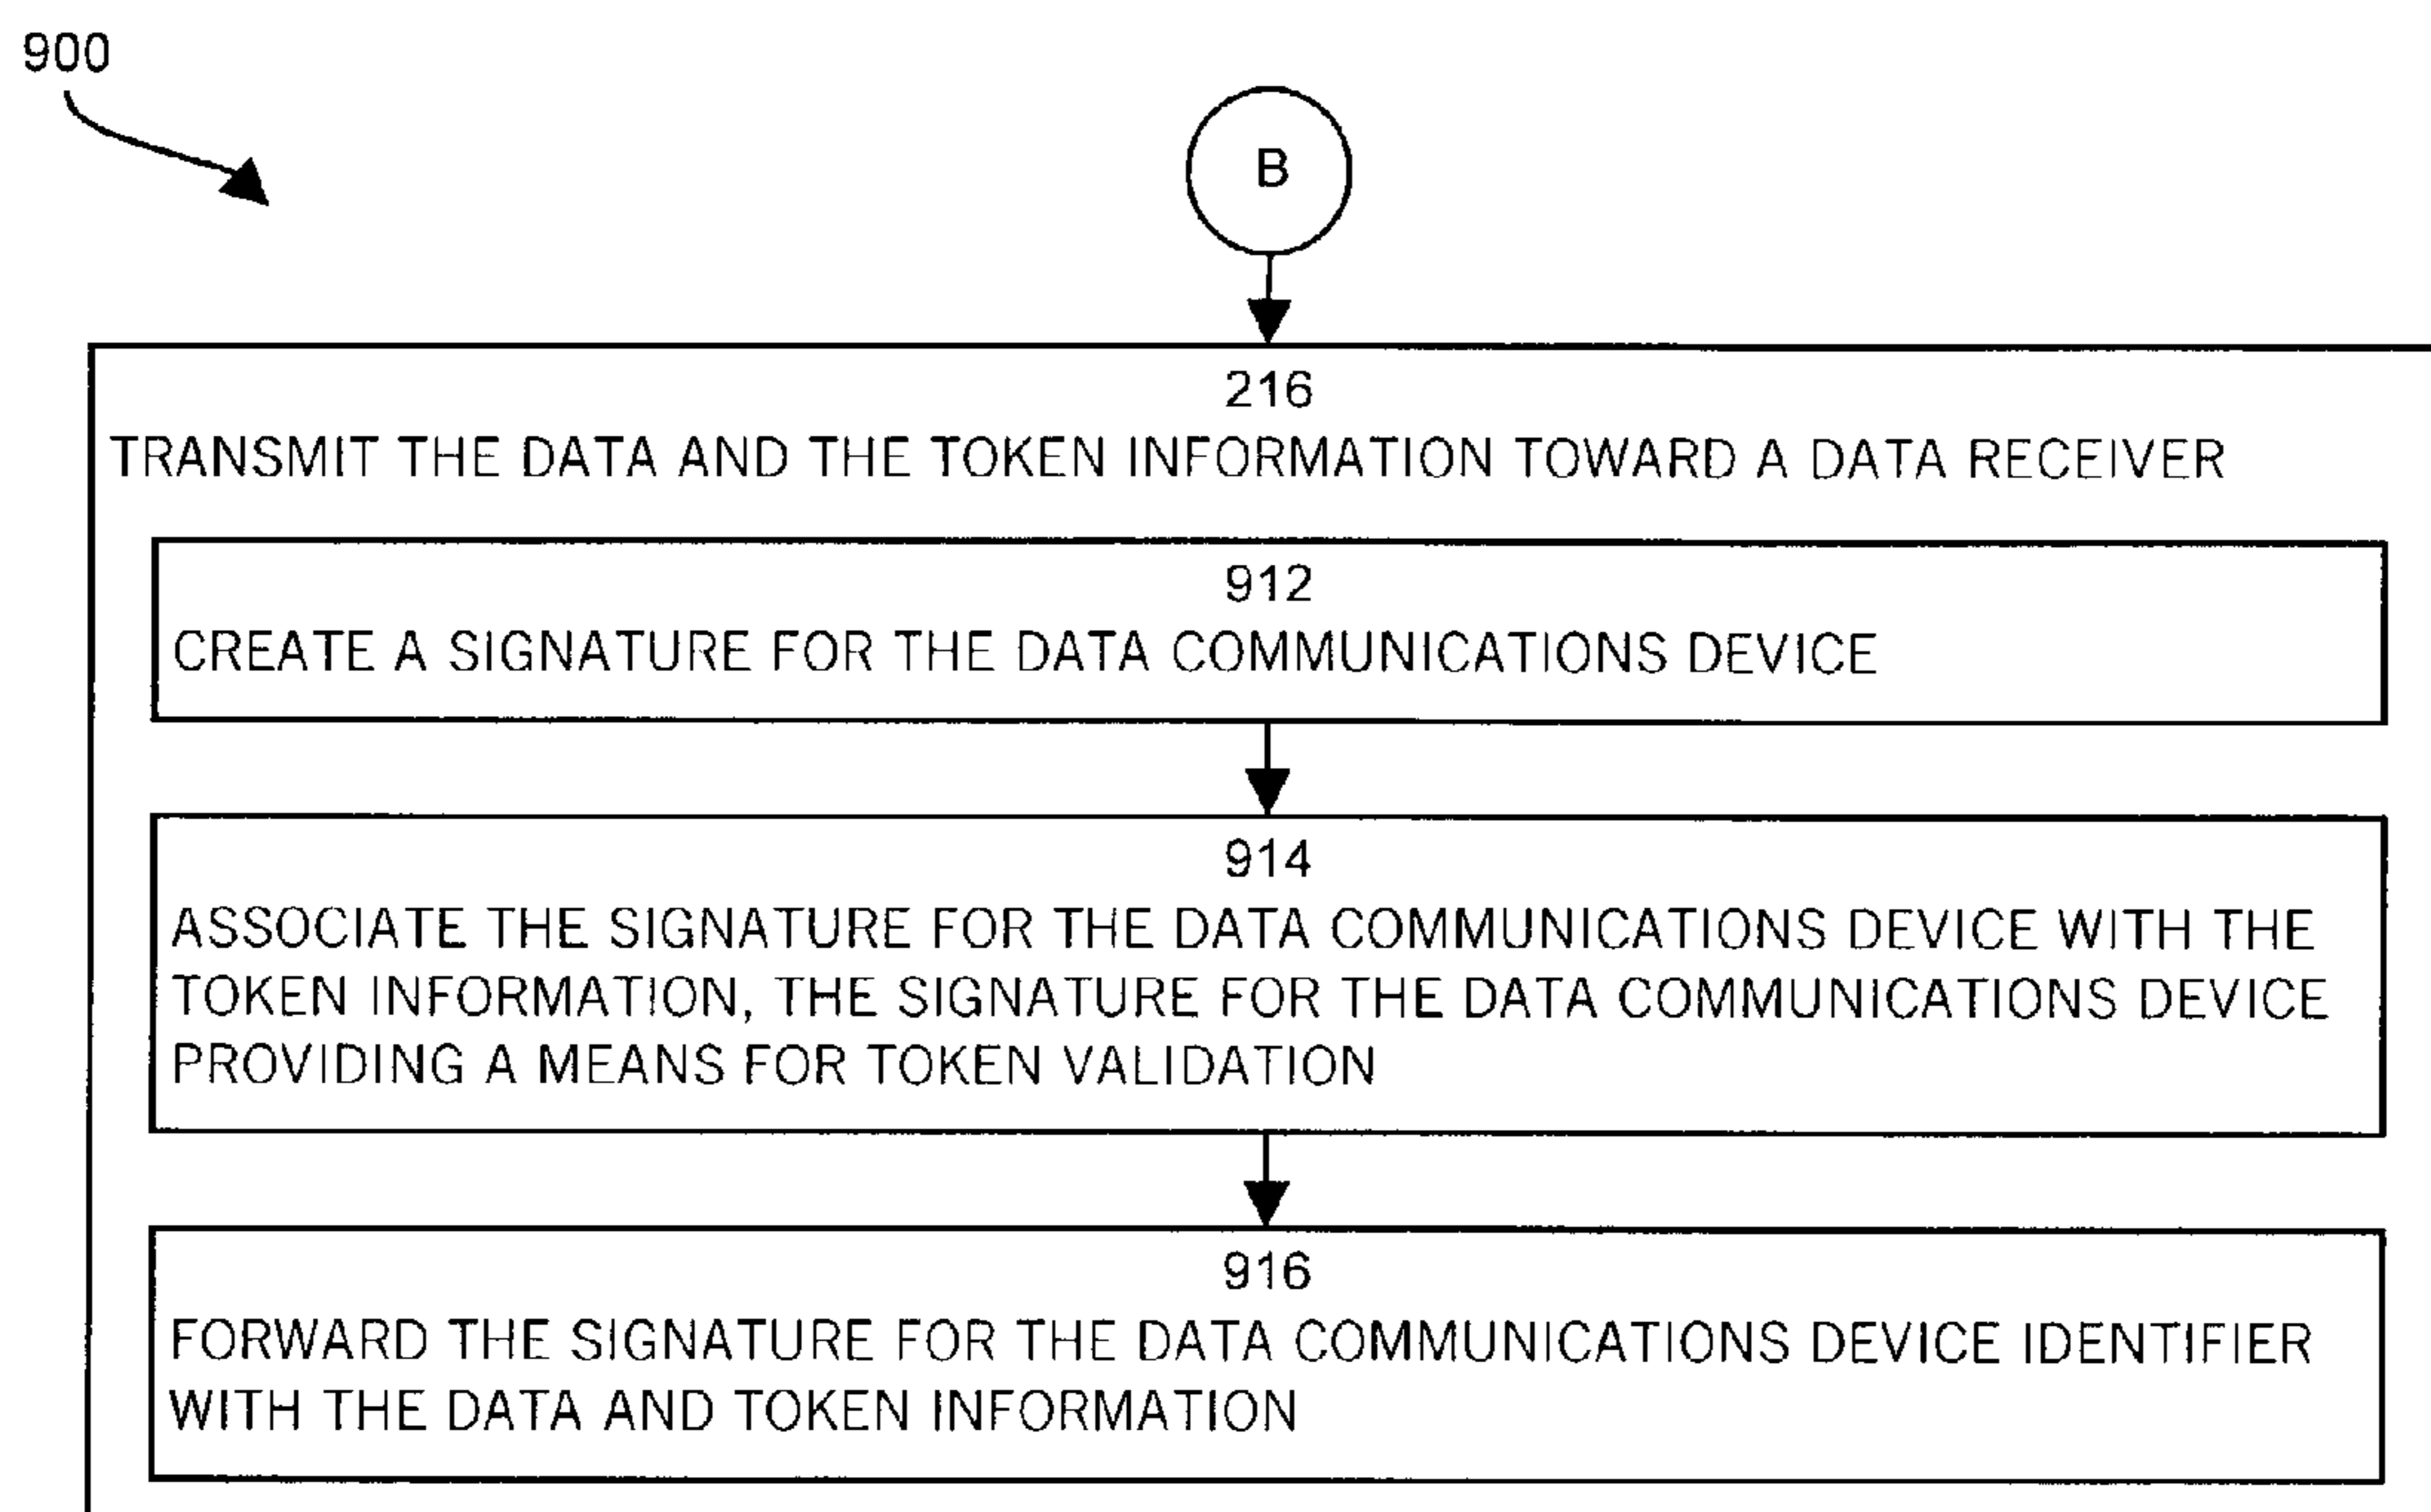 900
B
216
TRANSMIT THE DATA AND THE TOKEN INFORMATION TOWARD A DATA RECEIVER
912
CREATE A SIGNATURE FOR THE DATA COMMUNICATIONS DEVICE
914
ASSOCIATE THE SIGNATURE FOR THE DATA COMMUNICATIONS DEVICE WITH THE
TOKEN INFORMATION, THE SIGNATURE FOR THE DATA COMMUNICATIONS DEVICE
PROVIDING A MEANS FOR TOKEN VALIDATION
916
FORWARD THE SIGNATURE FOR THE DATA COMMUNICATIONS DEVICE IDENTIFIER
WITH THE DATA AND TOKEN INFORMATION